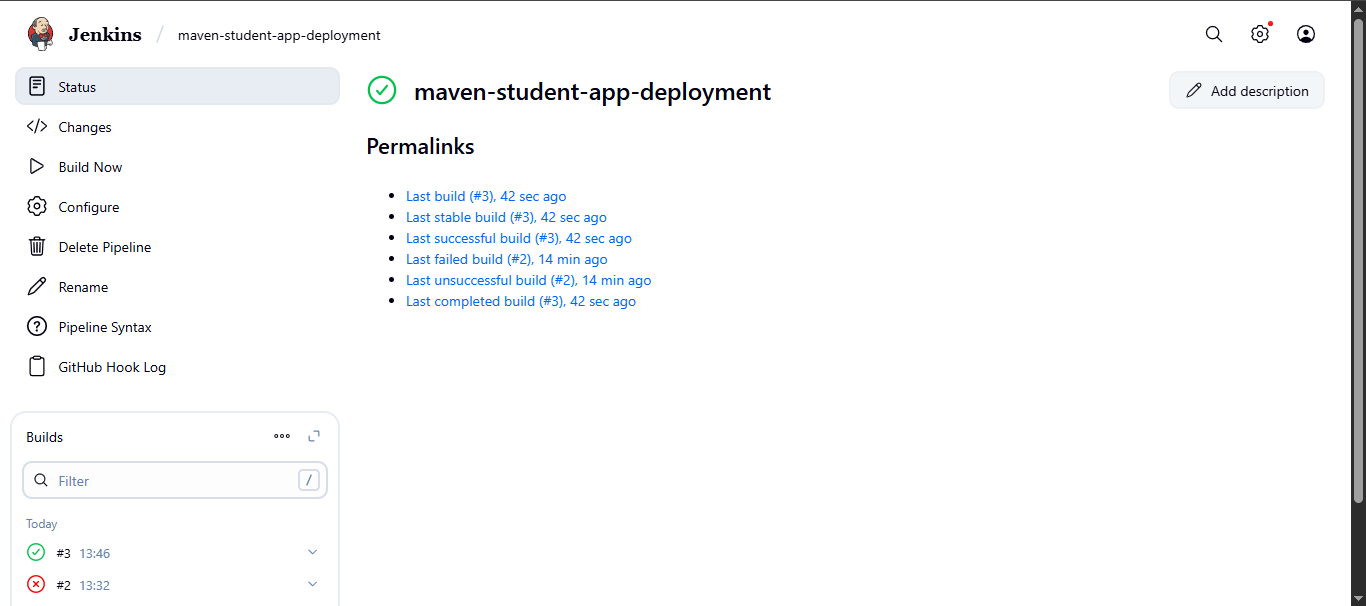 Jenkins / maven-student-app-deployment
Status
Changes
Build Now
Configure
Delete Pipeline
Rename
Pipeline Syntax
GitHub Hook Log
Builds
Filter /
Today
#3 13:46
#2 13:32
maven-student-app-deployment
Add description
Permalinks
Last build (#3), 42 sec ago
Last stable build (#3), 42 sec ago
Last successful build (#3), 42 sec ago
Last failed build (#2), 14 min ago
Last unsuccessful build (#2), 14 min ago
Last completed build (#3), 42 sec ago